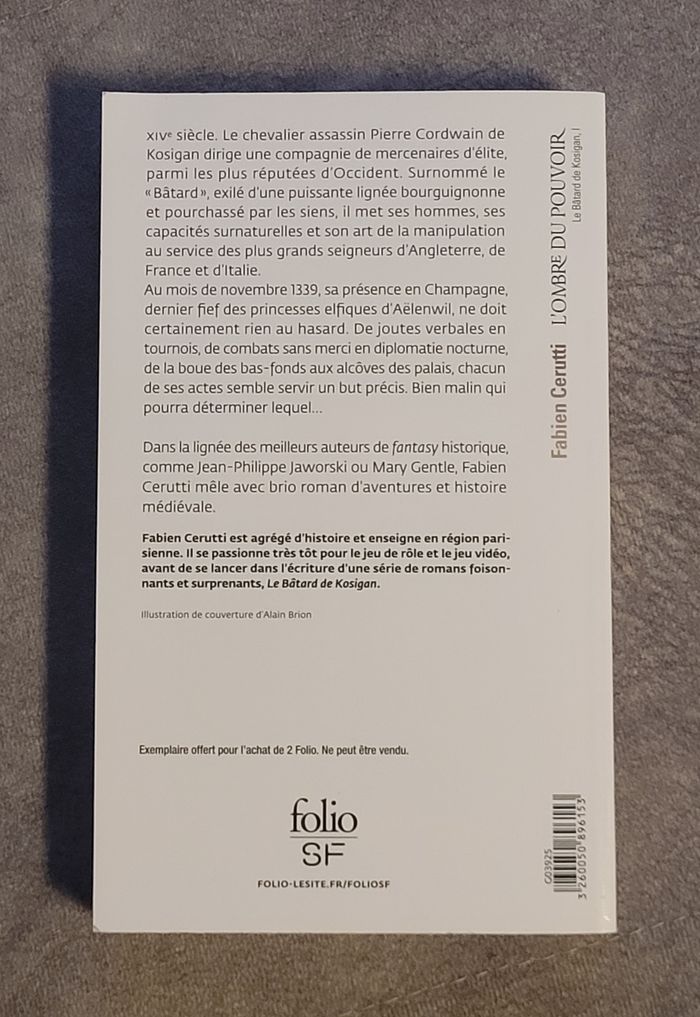 XIVᵉ siècle. Le chevalier assassin Pierre Cordwain de
Kosigan dirige une compagnie de mercenaires d'élite,
parmi les plus réputées d'Occident. Surnommé le
« Bâtard », exilé d'une puissante lignée bourguignonne
et pourchassé par les siens, il met ses hommes, ses
capacités surnaturelles et son art de la manipulation
au service des plus grands seigneurs d'Angleterre, de
France et d'Italie.
Au mois de novembre 1339, sa présence en Champagne,
dernier fief des princesses elfiques d'Aëlenwil, ne doit
certainement rien au hasard. De joutes verbales en
tournois, de combats sans merci en diplomatie nocturne,
de la boue des bas-fonds aux alcôves des palais, chacun
de ses actes semble servir un but précis. Bien malin qui
pourra déterminer lequel...
Dans la lignée des meilleurs auteurs de fantasy historique,
comme Jean-Philippe Jaworski ou Mary Gentle, Fabien
Cerutti mêle avec brio roman d'aventures et histoire
médiévale.
Fabien Cerutti est agrégé d'histoire et enseigne en région pari-
sienne. Il se passionne très tôt pour le jeu de rôle et le jeu vidéo,
avant de se lancer dans l'écriture d'une série de romans foison-
nants et surprenants, Le Bâtard de Kosigan.
Illustration de couverture d'Alain Brion
Exemplaire offert pour l'achat de 2 Folio. Ne peut être vendu.
folio
SF
FOLIO-LESITE.FR/FOLIOSF
Fabien Cerutti L'OMBRE DU POUVOIR
Le Bâtard de Kosigan, I
G03925
3 260050 896153